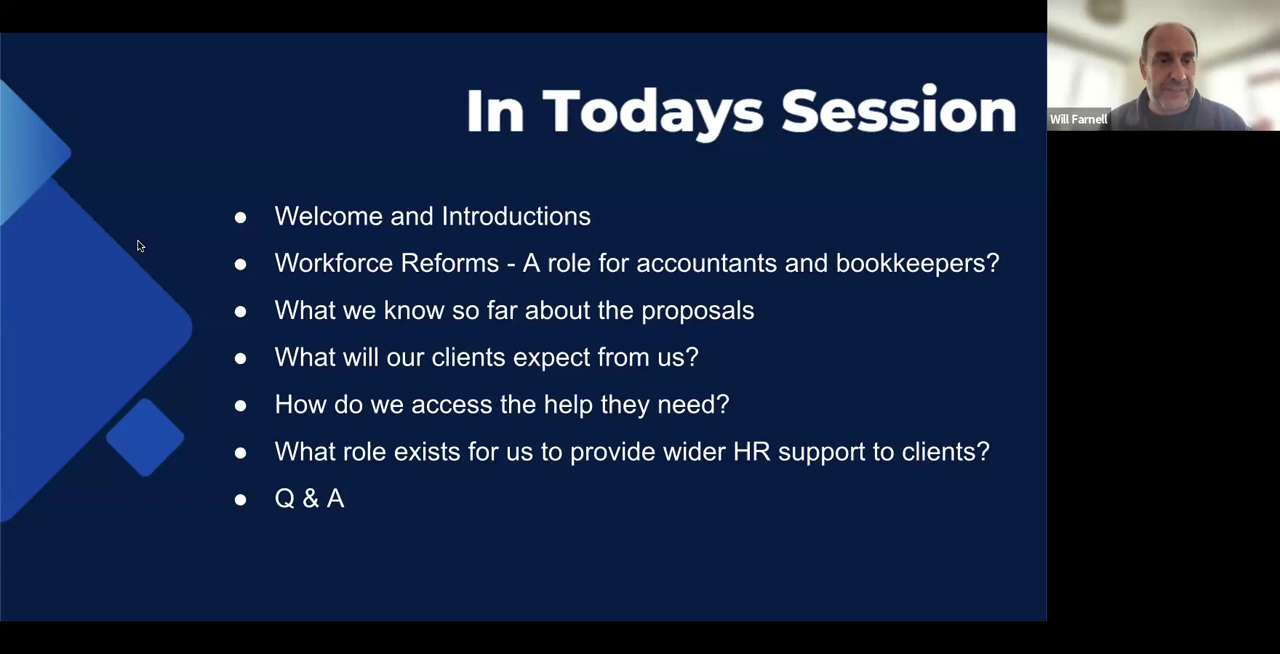 In Todays Session
● Welcome and Introductions
● Workforce Reforms - A role for accountants and bookkeepers?
● What we know so far about the proposals
● What will our clients expect from us?
● How do we access the help they need?
● What role exists for us to provide wider HR support to clients?
● Q & A
Will Farnell